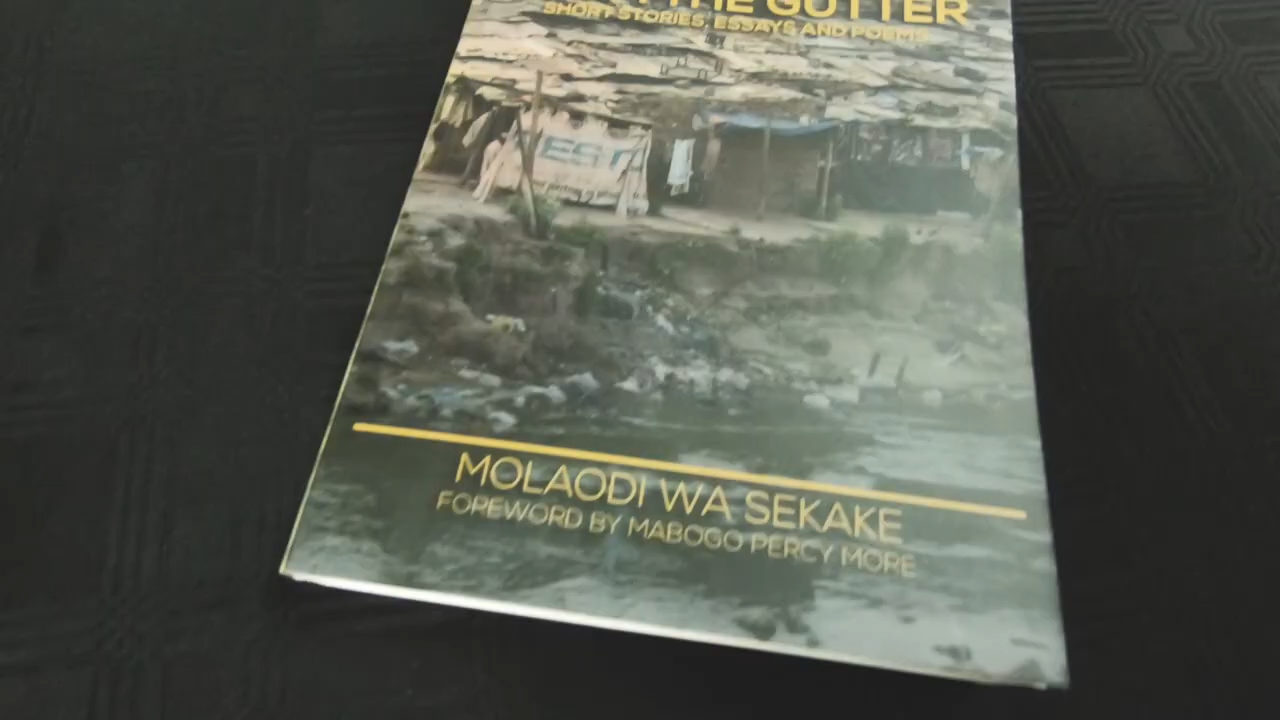 THE GUTTER
SHORT STORIES, ESSAYS AND POEMS
EST
MOLAODI WA SEKAKE
FOREWORD BY MABOGO PERCY MORE